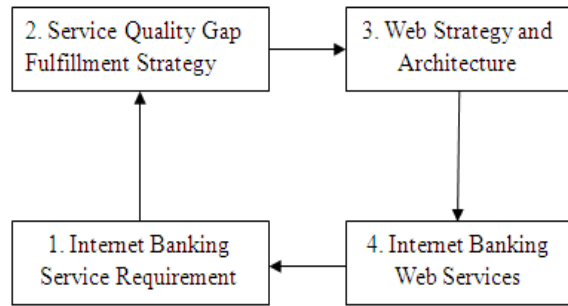 2. Service Quality Gap
Fulfillment Strategy
3. Web Strategy and
Architecture
1. Internet Banking
Service Requirement
4. Internet Banking
Web Services